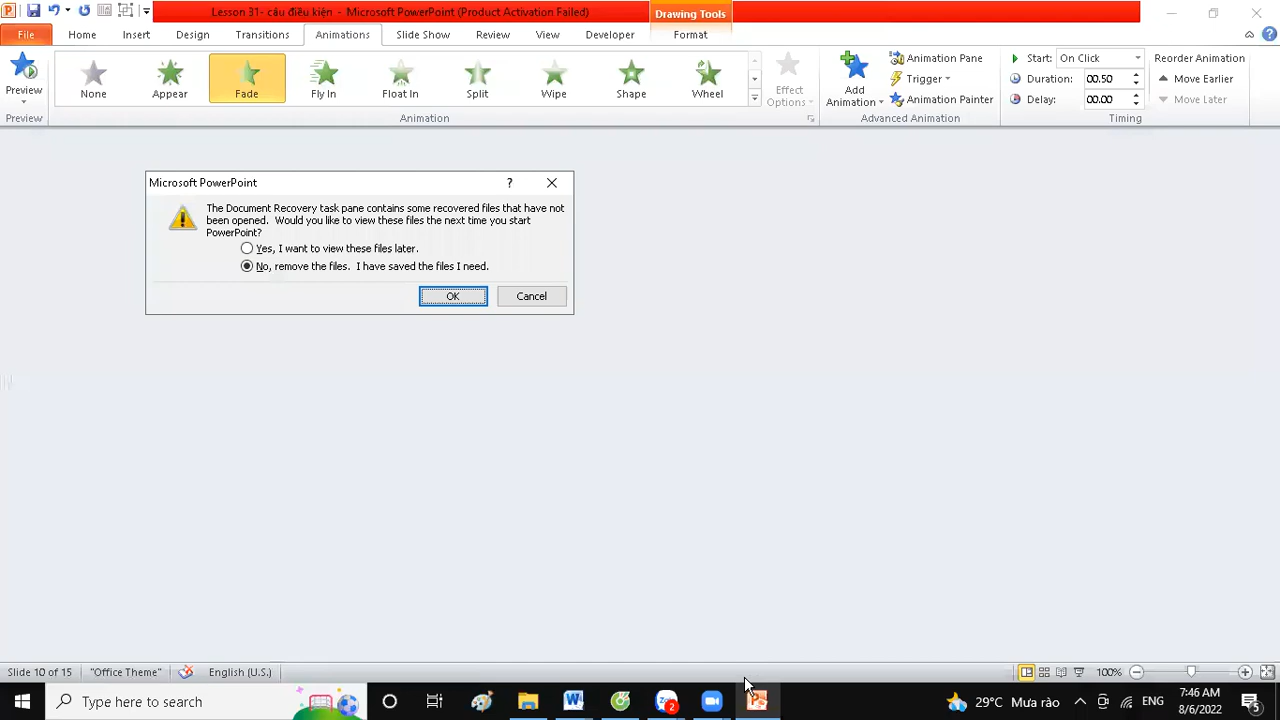 Lesson 31- câu điều kiện - Microsoft PowerPoint (Product Activation Failed)
Drawing Tools
File
Home
Insert
Design
Transitions
Animations
Slide Show
Review
View
Developer
Format
Preview
None
Appear
Fade
Fly In
Float In
Split
Wipe
Shape
Wheel
Effect Options
Add Animation
Animation Pane
Trigger
Animation Painter
Start: On Click
Duration: 00.50
Delay: 00.00
Reorder Animation
Move Earlier
Move Later
Preview
Animation
Advanced Animation
Timing
Microsoft PowerPoint
The Document Recovery task pane contains some recovered files that have not
been opened. Would you like to view these files the next time you start
PowerPoint?
Yes, I want to view these files later.
No, remove the files. I have saved the files I need.
OK
Cancel
Slide 10 of 15
"Office Theme"
English (U.S.)
100%
Type here to search
29°C Mưa rào
ENG
7:46 AM
8/6/2022